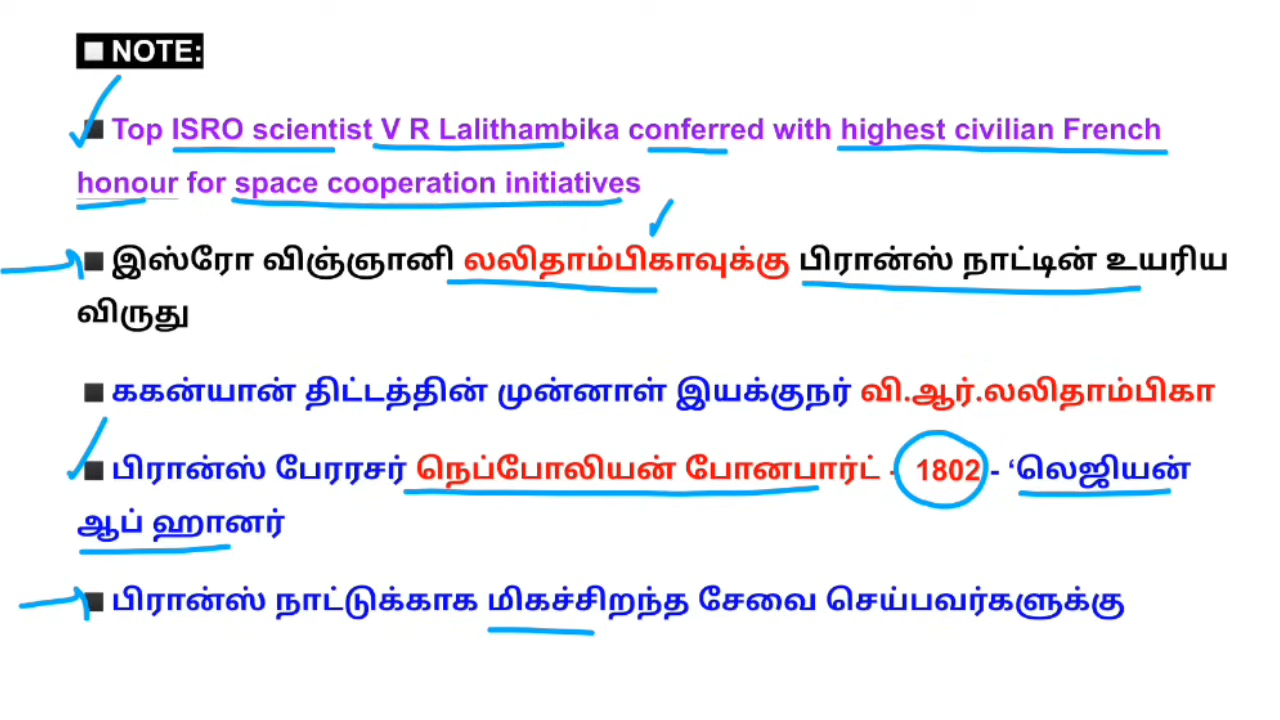 NOTE:
Top ISRO scientist V R Lalithambika conferred with highest civilian French
honour for space cooperation initiatives
இஸ்ரோ விஞ்ஞானி லலிதாம்பிகாவுக்கு பிரான்ஸ் நாட்டின் உயரிய
விருது
ககன்யான் திட்டத்தின் முன்னாள் இயக்குநர் வி.ஆர்.லலிதாம்பிகா
பிரான்ஸ் பேரரசர் நெப்போலியன் போனபார்ட் - 1802 - ‘லெஜியன்
ஆப் ஹானர்
பிரான்ஸ் நாட்டுக்காக மிகச்சிறந்த சேவை செய்பவர்களுக்கு